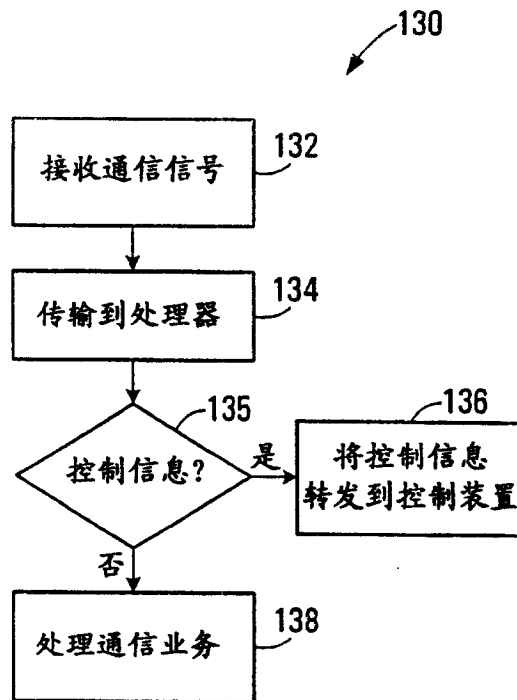 130
接收通信信号
132
传输到处理器
134
135
控制信息?
是
136
将控制信息
转发到控制装置
否
处理通信业务
138